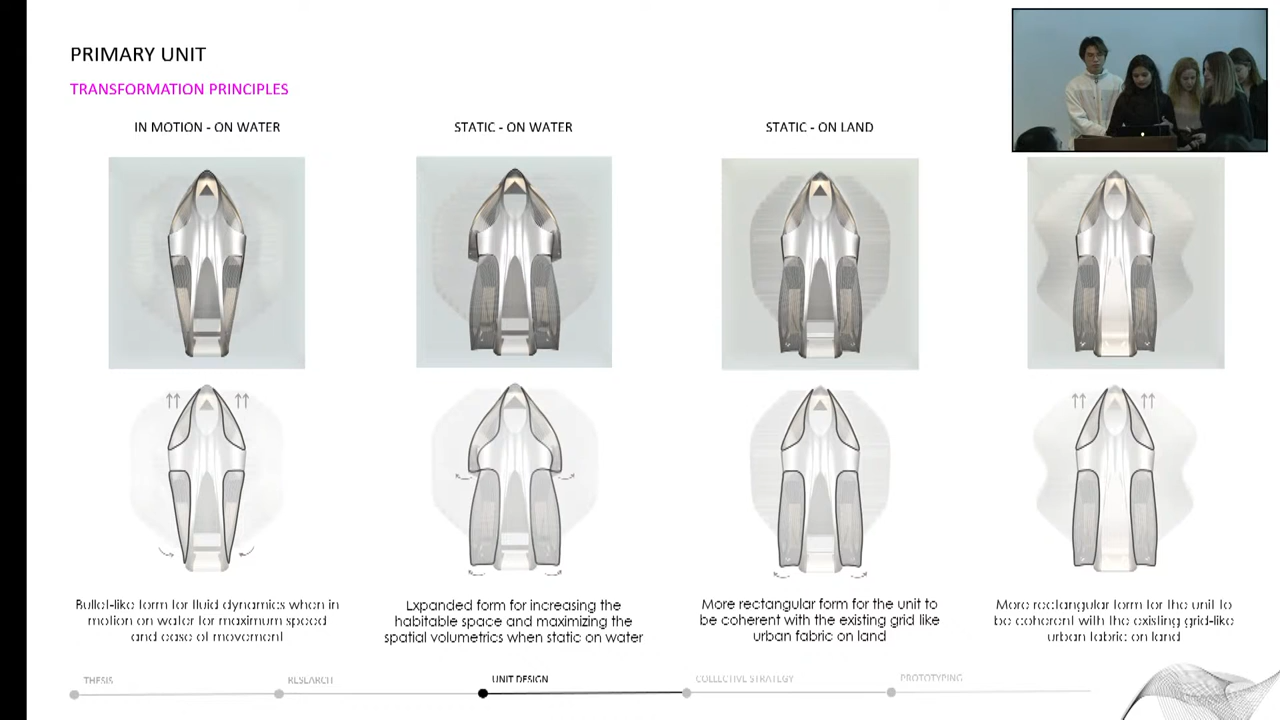 PRIMARY UNIT
TRANSFORMATION PRINCIPLES
IN MOTION - ON WATER
STATIC - ON WATER
STATIC - ON LAND
Bullet-like form for fluid dynamics when in
motion on water for maximum speed
and ease of movement
Expanded form for increasing the
habitable space and maximizing the
spatial volumetrics when static on water
More rectangular form for the unit to
be coherent with the existing grid like
urban fabric on land
More rectangular form for the unit to
be coherent with the existing grid-like
urban fabric on land
THESIS
RESEARCH
UNIT DESIGN
COLLECTIVE STRATEGY
PROTOTYPING